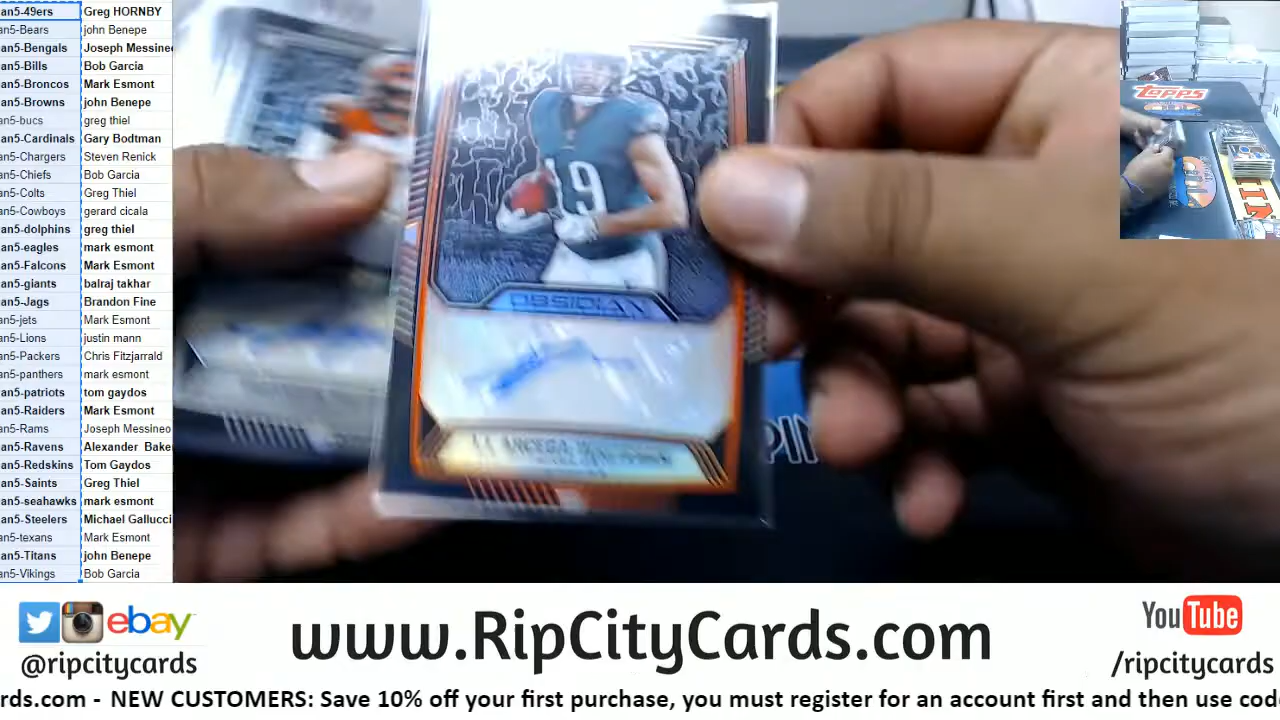 an5-49ers Greg HORNBY
an5-Bears john Benepe
an5-Bengals Joseph Messineo
an5-Bills Bob Garcia
an5-Broncos Mark Esmont
an5-Browns john Benepe
an5-bucs greg thiel
an5-Cardinals Gary Bodtman
an5-Chargers Steven Renick
an5-Chiefs Bob Garcia
an5-Colts Greg Thiel
an5-Cowboys gerard cicala
an5-dolphins greg thiel
an5-eagles mark esmont
an5-Falcons Mark Esmont
an5-giants balraj takhar
an5-Jags Brandon Fine
an5-jets Mark Esmont
an5-Lions justin mann
an5-Packers Chris Fitzjarrald
an5-panthers mark esmont
an5-patriots tom gaydos
an5-Raiders Mark Esmont
an5-Rams Joseph Messineo
an5-Ravens Alexander Bake
an5-Redskins Tom Gaydos
an5-Saints Greg Thiel
an5-seahawks mark esmont
an5-Steelers Michael Gallucci
an5-texans Mark Esmont
an5-Titans john Benepe
an5-Vikings Bob Garcia
19
OBSIDIAN
PIN
Topps
ebay
@ripcitycards
www.RipCityCards.com
YouTube
/ripcitycards
rds.com - NEW CUSTOMERS: Save 10% off your first purchase, you must register for an account first and then use cod